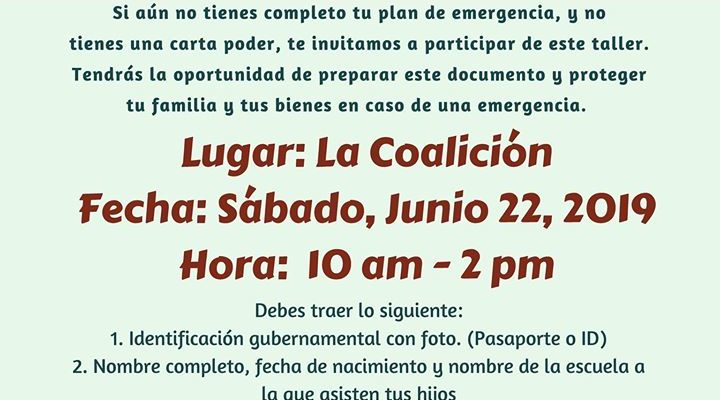 Si aún no tienes completo tu plan de emergencia, y no
tienes una carta poder, te invitamos a participar de este taller.
Tendrás la oportunidad de preparar este documento y proteger
tu familia y tus bienes en caso de una emergencia.
Lugar: La Coalición
Fecha: Sábado, Junio 22, 2019
Hora: 10 am - 2 pm
Debes traer lo siguiente:
1. Identificación gubernamental con foto. (Pasaporte o ID)
2. Nombre completo, fecha de nacimiento y nombre de la escuela a
la que asisten tus hijos